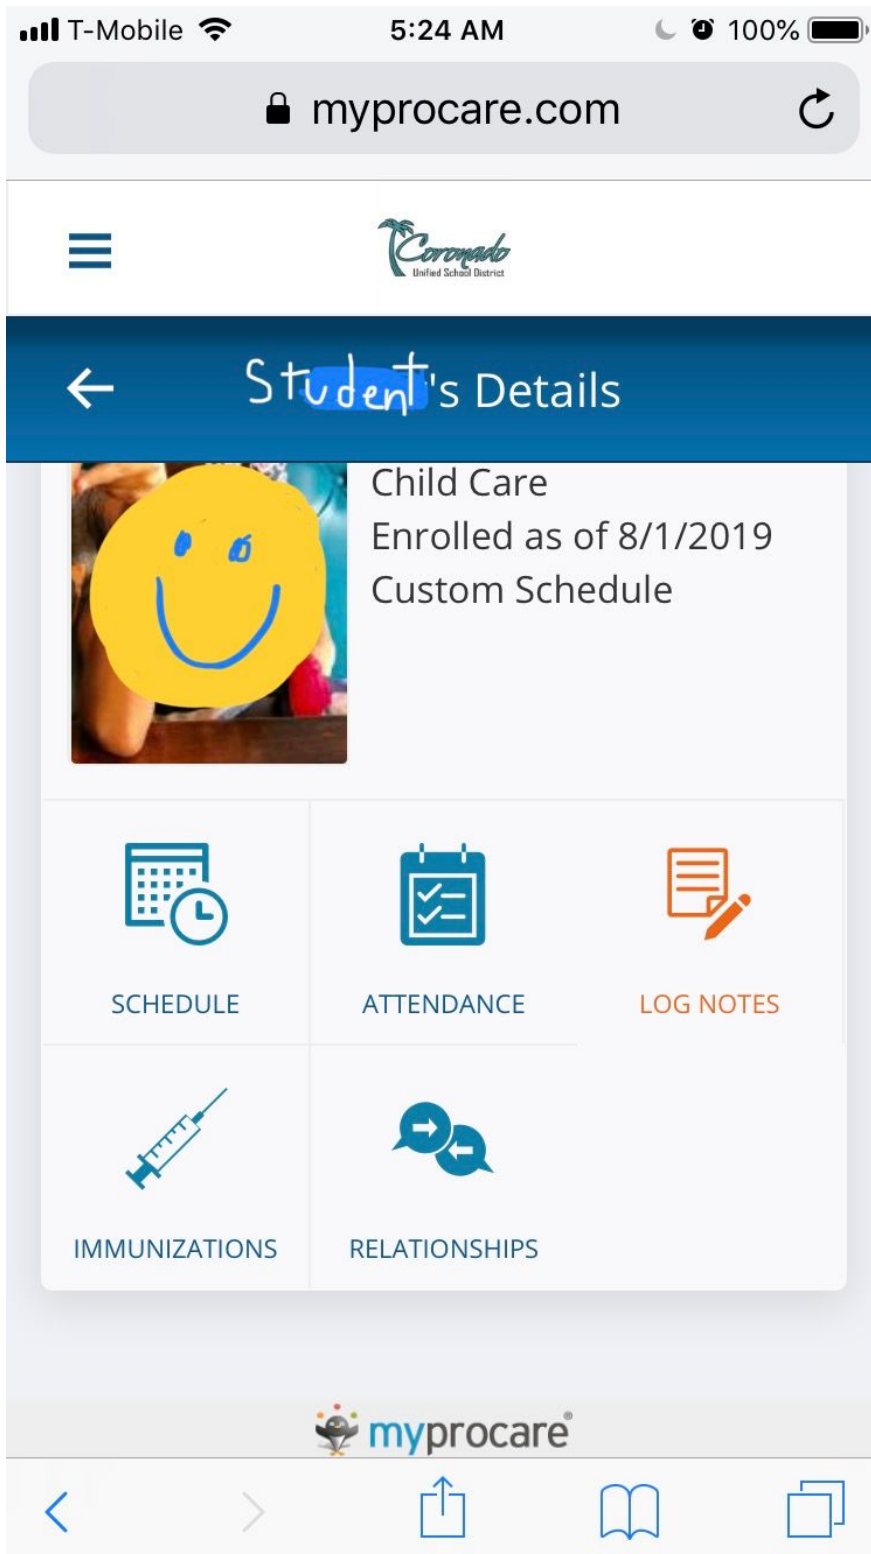 T-Mobile 5:24 AM 100%
myprocare.com
Coronado
Unified School District
Student's Details
Child Care
Enrolled as of 8/1/2019
Custom Schedule
SCHEDULE ATTENDANCE LOG NOTES
IMMUNIZATIONS RELATIONSHIPS
myprocare®